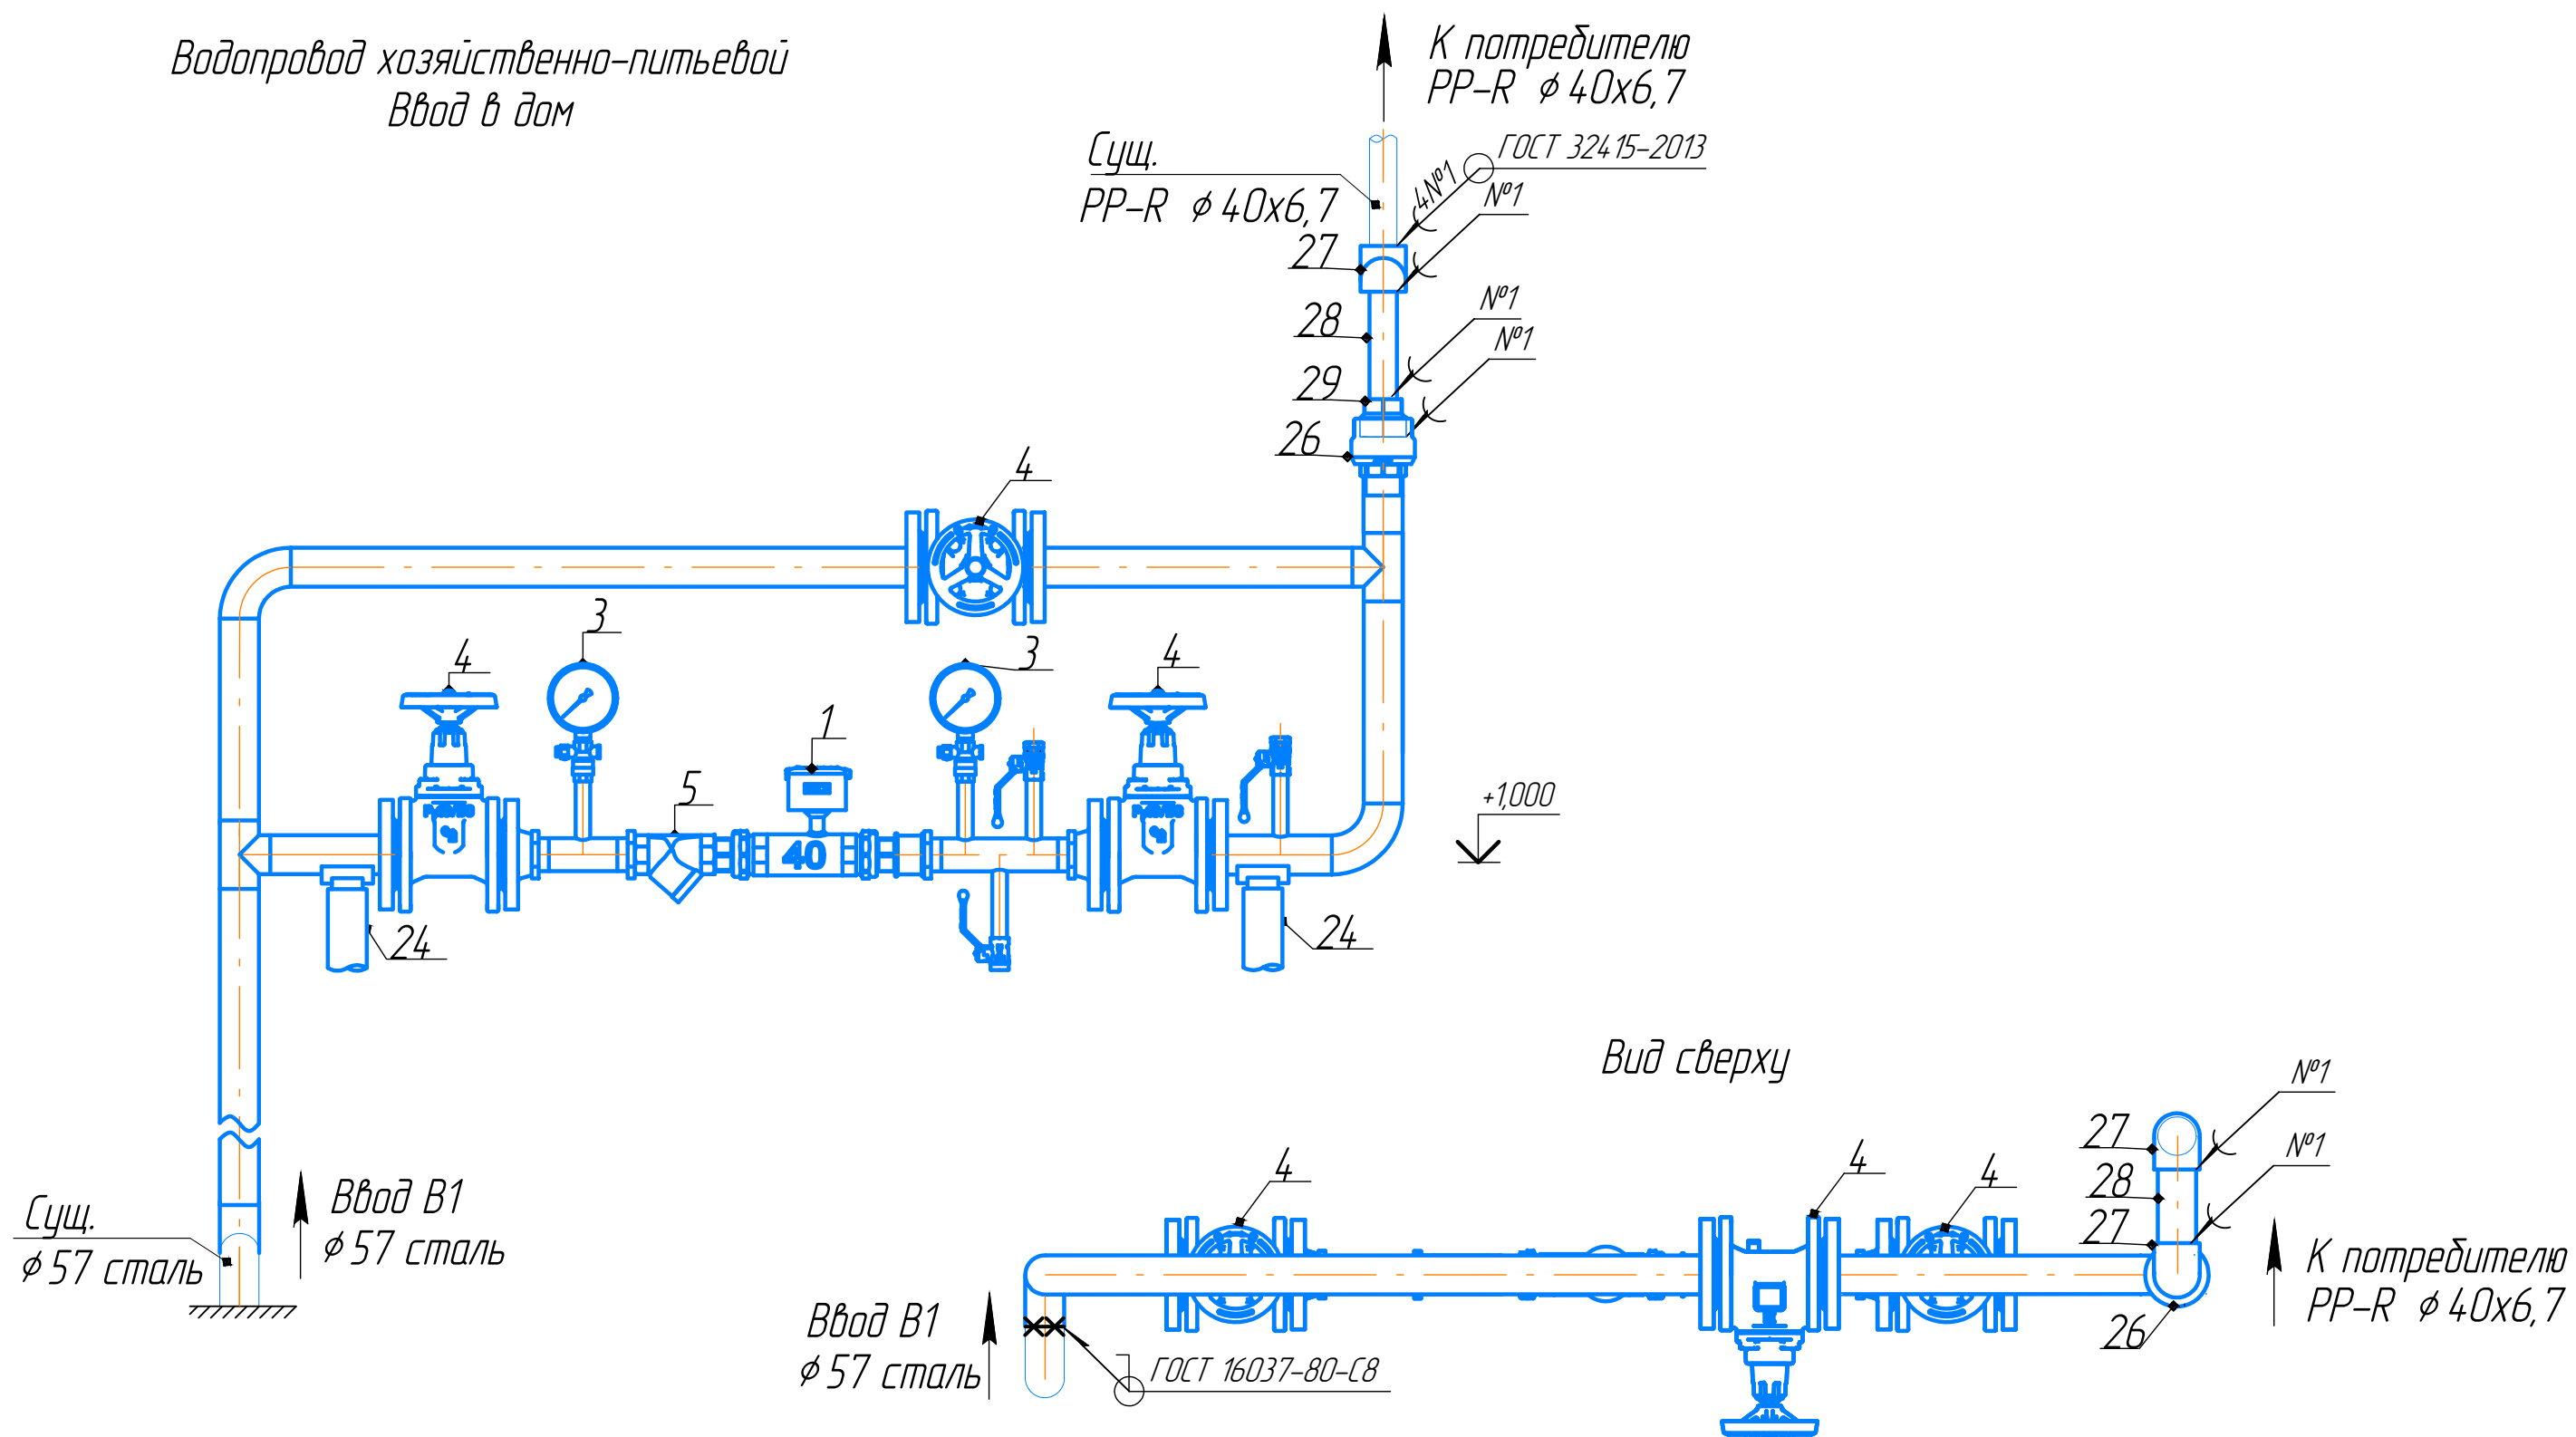 Водопровод хозяйственно-питьевой
Ввод в дом
К потребителю
PP-R ϕ 40x6,7
Сущ.
PP-R ϕ 40x6,7
4№1
ГОСТ 32415-2013
№1
27
28
№1
№1
29
26
4
3
4
3
4
1
5
40
+1,000
24
24
Вид сверху
Сущ.
ϕ 57 сталь
Ввод В1
ϕ 57 сталь
Ввод В1
ϕ 57 сталь
ГОСТ 16037-80-С8
4
4
4
27
28
27
26
№1
№1
К потребителю
PP-R ϕ 40x6,7